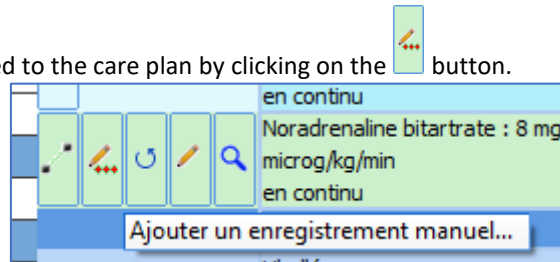 ed to the care plan by clicking on the button.
en continu
Noradrenaline bitartrate : 8 mg
microg/kg/min
en continu
Ajouter un enregistrement manuel...